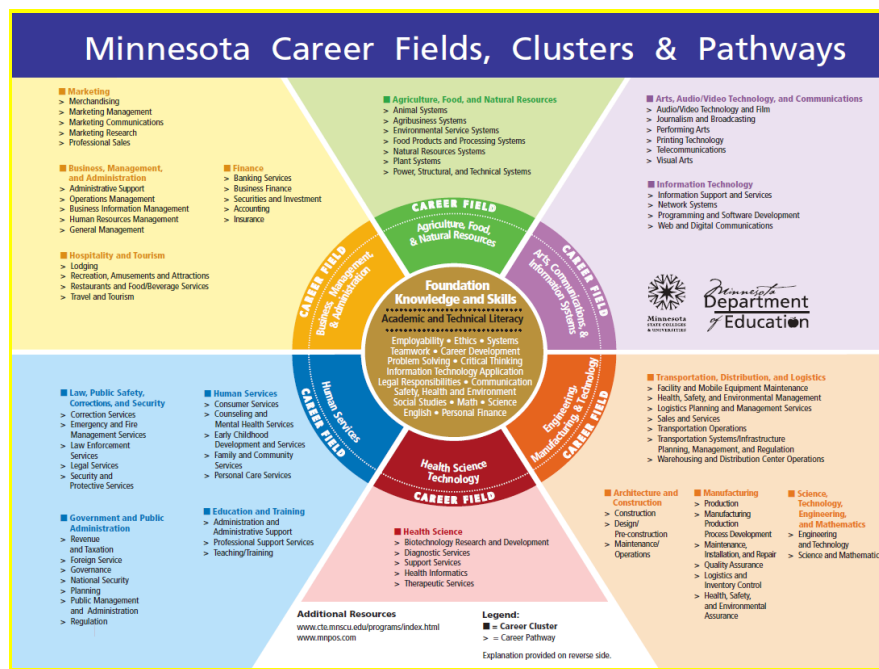 Minnesota Career Fields, Clusters & Pathways
■ Marketing
> Merchandising
> Marketing Management
> Marketing Communications
> Marketing Research
> Professional Sales
■ Business, Management,
and Administration
> Administrative Support
> Operations Management
> Business Information Management
> Human Resources Management
> General Management
■ Finance
> Banking Services
> Business Finance
> Securities and Investment
> Accounting
> Insurance
■ Hospitality and Tourism
> Lodging
> Recreation, Amusements and Attractions
> Restaurants and Food/Beverage Services
> Travel and Tourism
■ Agriculture, Food, and Natural Resources
> Animal Systems
> Agribusiness Systems
> Environmental Service Systems
> Food Products and Processing Systems
> Natural Resources Systems
> Plant Systems
> Power, Structural, and Technical Systems
■ Arts, Audio/Video Technology, and Communications
> Audio/Video Technology and Film
> Journalism and Broadcasting
> Performing Arts
> Printing Technology
> Telecommunications
> Visual Arts
■ Information Technology
> Information Support and Services
> Network Systems
> Programming and Software Development
> Web and Digital Communications
Minnesota
STATE COLLEGES
& UNIVERSITIES
Minnesota
Department
of Education
CAREER FIELD
Agriculture, Food,
& Natural Resources
CAREER FIELD
Business, Management,
& Administration
CAREER FIELD
Arts, Communications, &
Information Systems
Foundation
Knowledge and Skills
Academic and Technical Literacy
Employability • Ethics • Systems
Teamwork • Career Development
Problem Solving • Critical Thinking
Information Technology Application
Legal Responsibilities • Communication
Safety, Health and Environment
Social Studies • Math • Science
English • Personal Finance
Human Services
CAREER FIELD
Engineering,
Manufacturing, & Technology
CAREER FIELD
Health Science
Technology
CAREER FIELD
■ Law, Public Safety,
Corrections, and Security
> Correction Services
> Emergency and Fire
Management Services
> Law Enforcement
Services
> Legal Services
> Security and
Protective Services
■ Human Services
> Consumer Services
> Counseling and
Mental Health Services
> Early Childhood
Development and Services
> Family and Community
Services
> Personal Care Services
■ Government and Public
Administration
> Revenue
and Taxation
> Foreign Service
> Governance
> National Security
> Planning
> Public Management
and Administration
> Regulation
■ Education and Training
> Administration and
Administrative Support
> Professional Support Services
> Teaching/Training
■ Health Science
> Biotechnology Research and Development
> Diagnostic Services
> Support Services
> Health Informatics
> Therapeutic Services
■ Transportation, Distribution, and Logistics
> Facility and Mobile Equipment Maintenance
> Health, Safety, and Environmental Management
> Logistics Planning and Management Services
> Sales and Services
> Transportation Operations
> Transportation Systems/Infrastructure
Planning, Management, and Regulation
> Warehousing and Distribution Center Operations
■ Architecture and
Construction
> Construction
> Design/
Pre-construction
> Maintenance/
Operations
■ Manufacturing
> Production
> Manufacturing
Production
Process Development
> Maintenance,
Installation, and Repair
> Quality Assurance
> Logistics and
Inventory Control
> Health, Safety,
and Environmental
Assurance
■ Science,
Technology,
Engineering,
and Mathematics
> Engineering
and Technology
> Science and Mathematic
Additional Resources
www.cte.mnscu.edu/programs/index.html
www.mnpos.com
Legend:
■ = Career Cluster
> = Career Pathway
Explanation provided on reverse side.